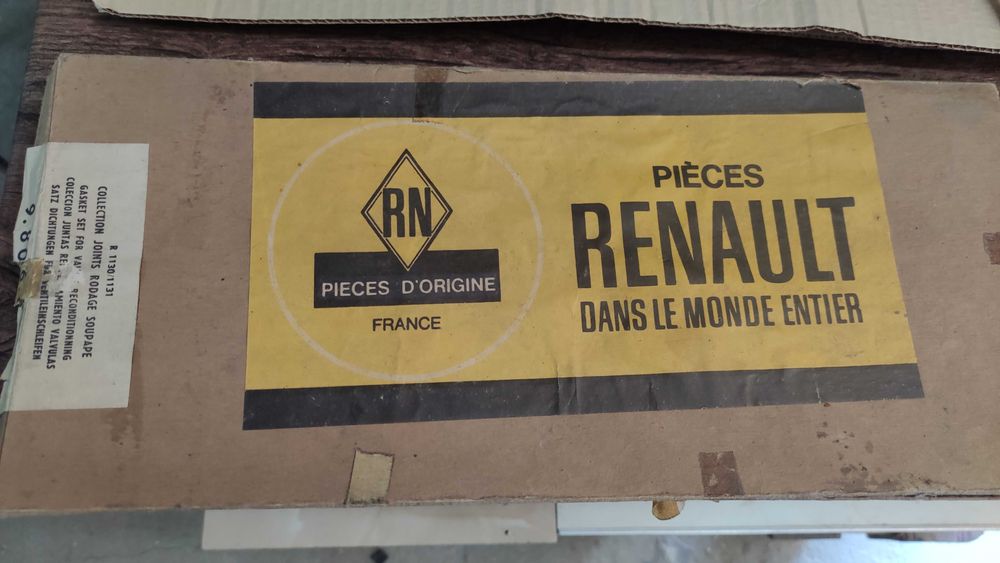 PIÈCES
RENAULT
DANS LE MONDE ENTIER
RN
PIECES D'ORIGINE
FRANCE
R 1130/1131
COLLECTION JOINTS RODAGE SOUPAPE
GASKET SET FOR RECONDITIONNING
COLECCION JUNTAS VALVULAS
SATZ DICHTUNGEN